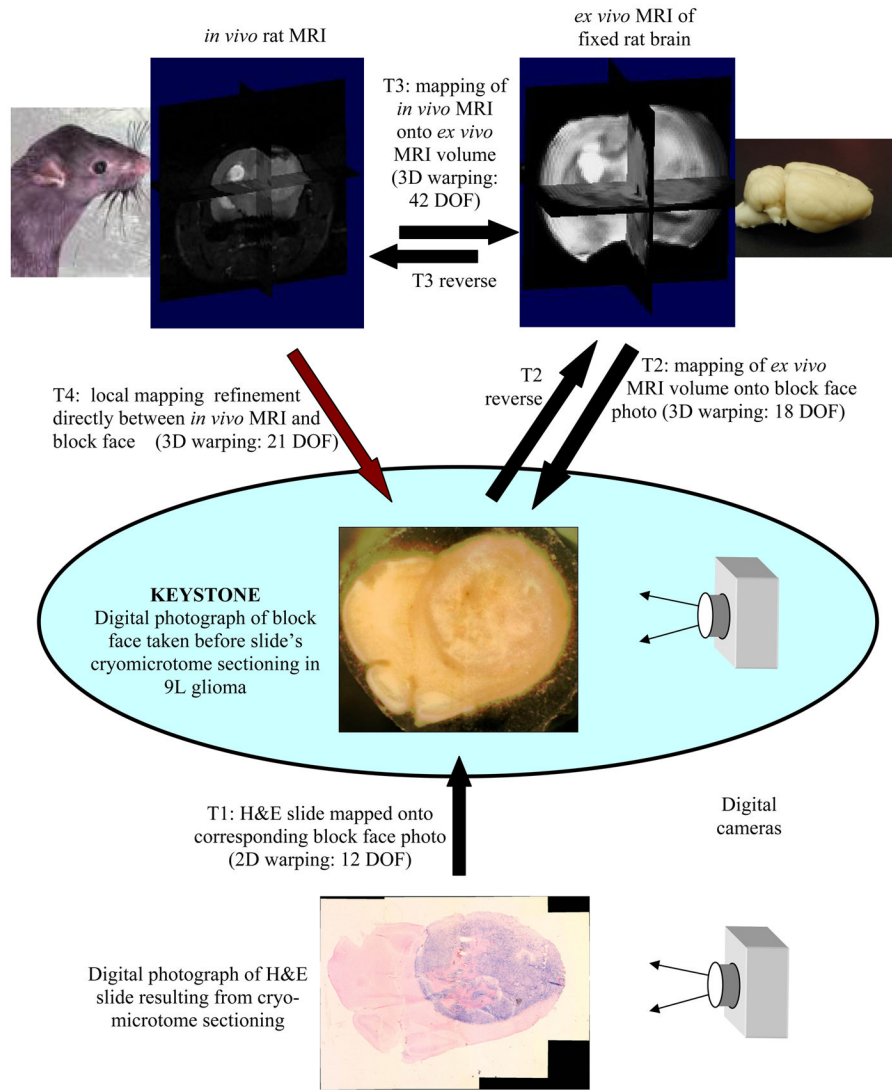 in vivo rat MRI
ex vivo MRI of
fixed rat brain
T3: mapping of
in vivo MRI
onto ex vivo
MRI volume
(3D warping:
42 DOF)
T3 reverse
T4:  local mapping  refinement
directly between in vivo MRI and
block face   (3D warping: 21 DOF)
T2
reverse
T2: mapping of ex vivo
MRI volume onto block face
photo (3D warping: 18 DOF)
KEYSTONE
Digital photograph of block
face taken before slide's
cryomicrotome sectioning in
9L glioma
T1: H&E slide mapped onto
corresponding block face photo
(2D warping: 12 DOF)
Digital
cameras
Digital photograph of H&E
slide resulting from cryo-
microtome sectioning